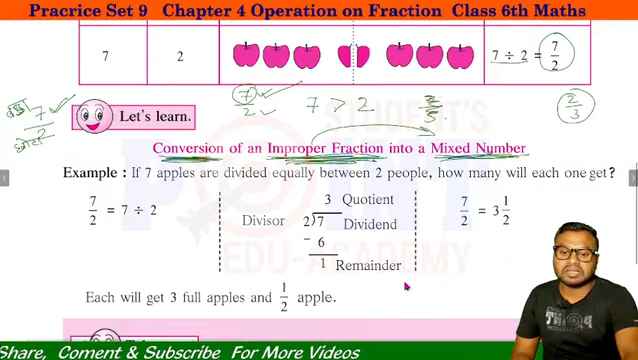 Pracrice Set 9 Chapter 4 Operation on Fraction Class 6th Maths
7 2 7 ÷ 2 = 7/2
7/2 7 > 2 2/3
7/2
Let's learn.
Conversion of an Improper Fraction into a Mixed Number
Example : If 7 apples are divided equally between 2 people, how many will each one get?
7/2 = 7 ÷ 2
3 Quotient
Divisor 2)7 Dividend
− 6
1 Remainder
7/2 = 3 1/2
Each will get 3 full apples and 1/2 apple.
Share, Coment & Subscribe For More Videos